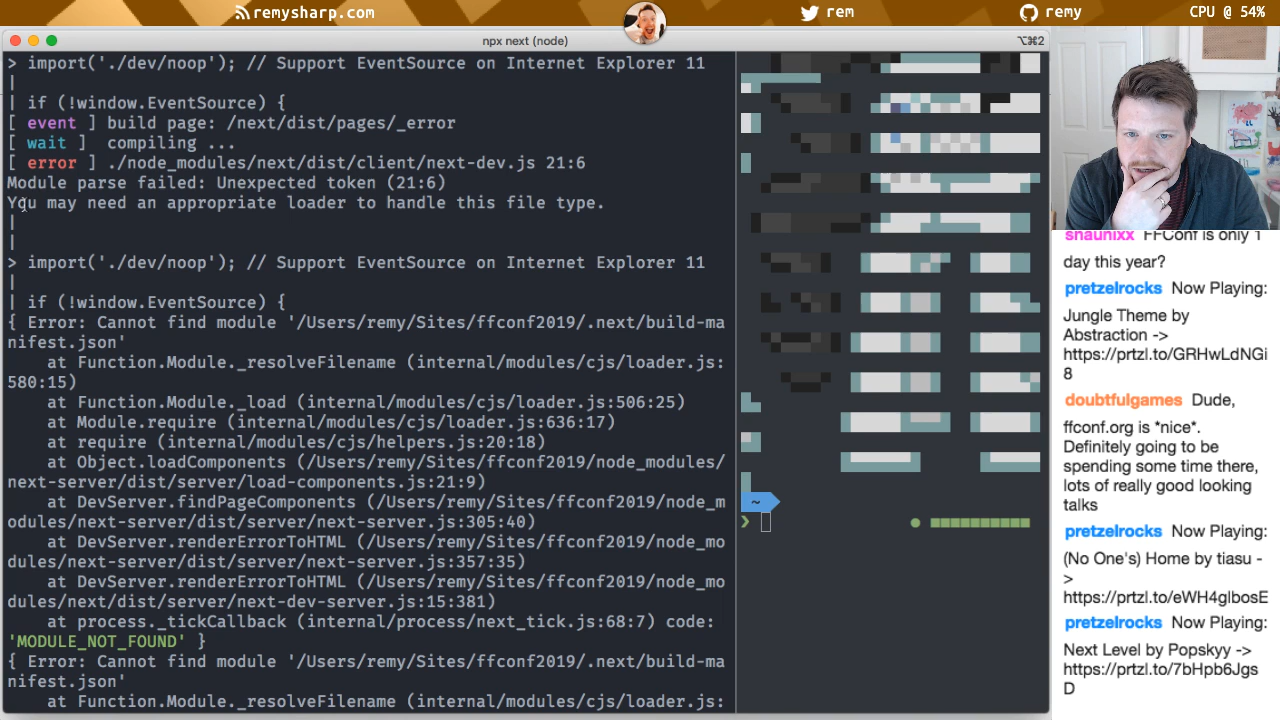 remysharp.com
rem
remy
CPU @ 54%
npx next (node)
⌥⌘2
> import('./dev/noop'); // Support EventSource on Internet Explorer 11
|
| if (!window.EventSource) {
[ event ] build page: /next/dist/pages/_error
[ wait ]  compiling ...
[ error ] ./node_modules/next/dist/client/next-dev.js 21:6
Module parse failed: Unexpected token (21:6)
You may need an appropriate loader to handle this file type.
|
|
> import('./dev/noop'); // Support EventSource on Internet Explorer 11
|
| if (!window.EventSource) {
{ Error: Cannot find module '/Users/remy/Sites/ffconf2019/.next/build-ma
nifest.json'
    at Function.Module._resolveFilename (internal/modules/cjs/loader.js:
580:15)
    at Function.Module._load (internal/modules/cjs/loader.js:506:25)
    at Module.require (internal/modules/cjs/loader.js:636:17)
    at require (internal/modules/cjs/helpers.js:20:18)
    at Object.loadComponents (/Users/remy/Sites/ffconf2019/node_modules/
next-server/dist/server/load-components.js:21:9)
    at DevServer.findPageComponents (/Users/remy/Sites/ffconf2019/node_m
odules/next-server/dist/server/next-server.js:305:40)
    at DevServer.renderErrorToHTML (/Users/remy/Sites/ffconf2019/node_mo
dules/next-server/dist/server/next-server.js:357:35)
    at DevServer.renderErrorToHTML (/Users/remy/Sites/ffconf2019/node_mo
dules/next/dist/server/next-dev-server.js:15:381)
    at process._tickCallback (internal/process/next_tick.js:68:7) code:
'MODULE_NOT_FOUND' }
{ Error: Cannot find module '/Users/remy/Sites/ffconf2019/.next/build-ma
nifest.json'
    at Function.Module._resolveFilename (internal/modules/cjs/loader.js:
~
❯
shaunixx FFConf is only 1
day this year?
pretzelrocks Now Playing:
Jungle Theme by
Abstraction ->
https://prtzl.to/GRHwLdNGi
8
doubtfulgames Dude,
ffconf.org is *nice*.
Definitely going to be
spending some time there,
lots of really good looking
talks
pretzelrocks Now Playing:
(No One's) Home by tiasu -
>
https://prtzl.to/eWH4glbosE
pretzelrocks Now Playing:
Next Level by Popskyy ->
https://prtzl.to/7bHpb6Jgs
D